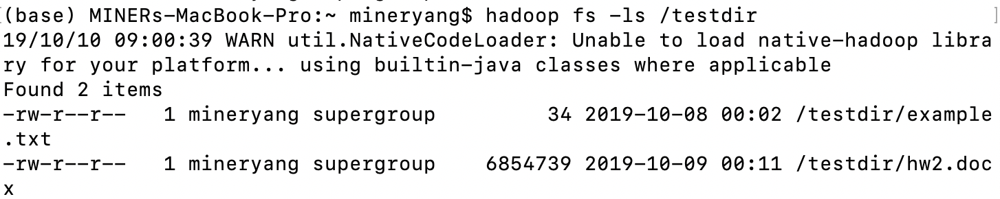 (base) MINERs-MacBook-Pro:~ mineryang$ hadoop fs -ls /testdir
19/10/10 09:00:39 WARN util.NativeCodeLoader: Unable to load native-hadoop libra
ry for your platform... using builtin-java classes where applicable
Found 2 items
-rw-r--r--   1 mineryang supergroup         34 2019-10-08 00:02 /testdir/example
.txt
-rw-r--r--   1 mineryang supergroup    6854739 2019-10-09 00:11 /testdir/hw2.doc
x